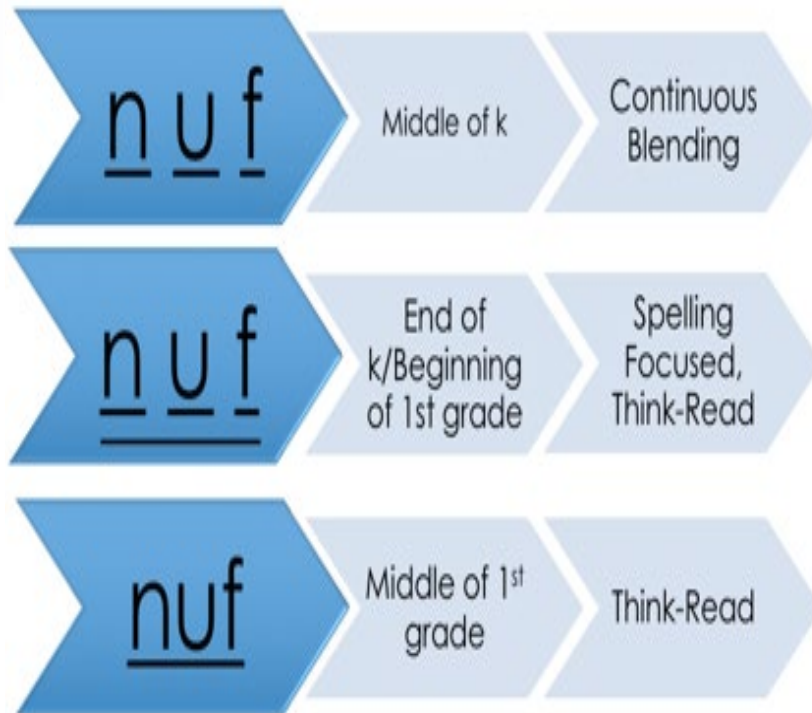 n u f
Middle of k
Continuous
Blending
n u f
End of
k/Beginning
of 1st grade
Spelling
Focused,
Think-Read
nuf
Middle of 1st
grade
Think-Read